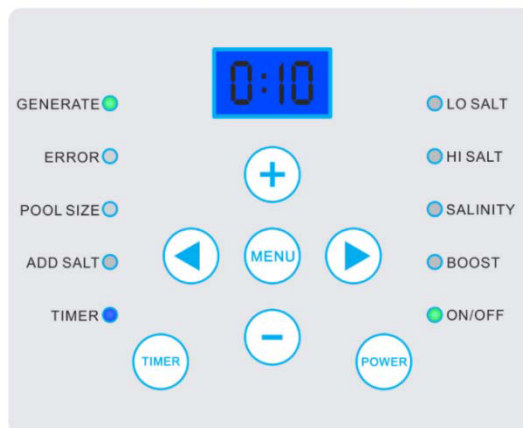 0:10
GENERATE
LO SALT
ERROR
HI SALT
POOL SIZE
SALINITY
ADD SALT
MENU
BOOST
TIMER
ON/OFF
TIMER
POWER